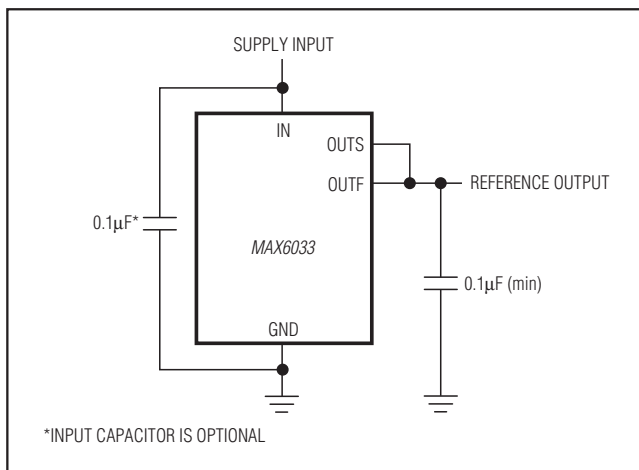 SUPPLY INPUT
IN
OUTS
OUTF
REFERENCE OUTPUT
0.1µF*
MAX6033
0.1µF (min)
GND
*INPUT CAPACITOR IS OPTIONAL